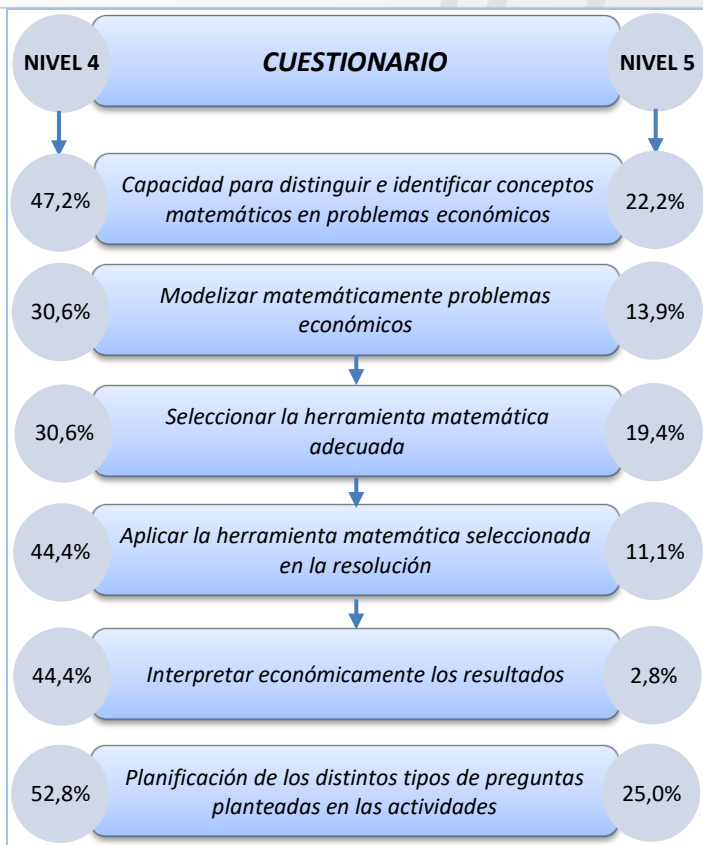 NIVEL 4
CUESTIONARIO
NIVEL 5
47,2%
Capacidad para distinguir e identificar conceptos
matemáticos en problemas económicos
22,2%
30,6%
Modelizar matemáticamente problemas
económicos
13,9%
30,6%
Seleccionar la herramienta matemática
adecuada
19,4%
44,4%
Aplicar la herramienta matemática seleccionada
en la resolución
11,1%
44,4%
Interpretar económicamente los resultados
2,8%
52,8%
Planificación de los distintos tipos de preguntas
planteadas en las actividades
25,0%